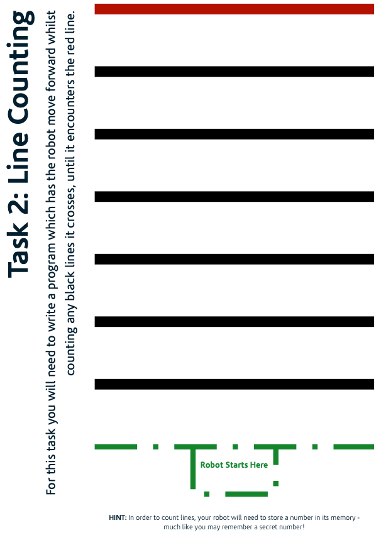 Task 2: Line Counting
For this task you will need to write a program which has the robot move forward whilst
counting any black lines it crosses, until it encounters the red line.
Robot Starts Here
HINT: In order to count lines, your robot will need to store a number in its memory -
much like you may remember a secret number!